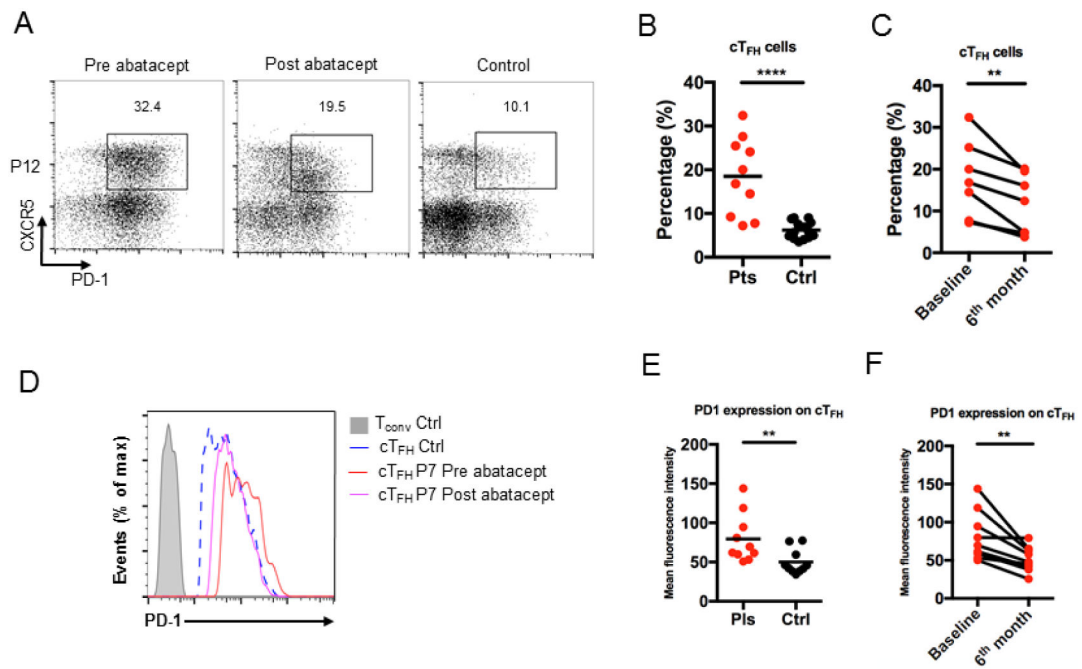 A
Pre abatacept
Post abatacept
Control
32.4
19.5
10.1
P12
CXCR5
PD-1
B
cTFH cells
****
Percentage (%)
40
30
20
10
0
Pts
Ctrl
C
cTFH cells
**
Percentage (%)
40
30
20
10
0
Baseline
6th month
D
Events (% of max)
PD-1
Tconv Ctrl
cTFH Ctrl
cTFH P7 Pre abatacept
cTFH P7 Post abatacept
E
PD1 expression on cTFH
**
Mean fluorescence intensity
200
150
100
50
0
Pls
Ctrl
F
PD1 expression on cTFH
**
Mean fluorescence intensity
200
150
100
50
0
Baseline
6th month